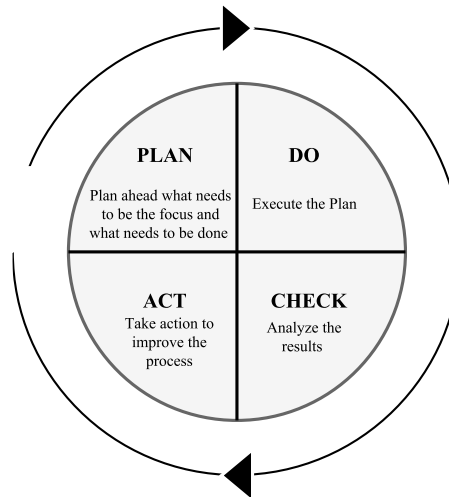 PLAN
Plan ahead what needs
to be the focus and
what needs to be done
DO
Execute the Plan
ACT
Take action to
improve the
process
CHECK
Analyze the
results